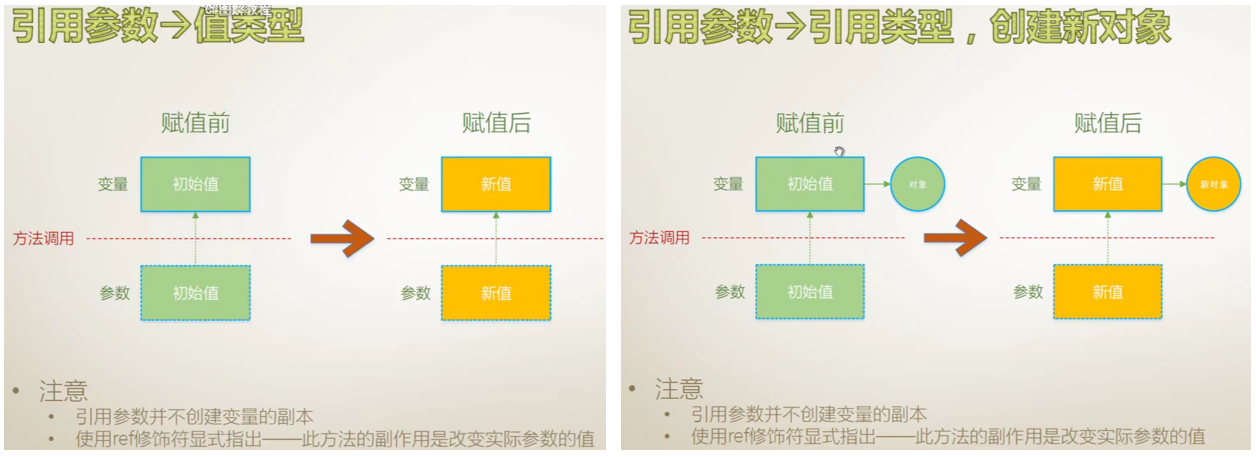 引用参数→值类型
赋值前
赋值后
变量
初始值
变量
新值
方法调用
参数
初始值
参数
新值
• 注意
• 引用参数并不创建变量的副本
• 使用ref修饰符显式指出——此方法的副作用是改变实际参数的值
引用参数→引用类型，创建新对象
赋值前
赋值后
变量
初始值
对象
变量
新值
新对象
方法调用
参数
初始值
参数
新值
• 注意
• 引用参数并不创建变量的副本
• 使用ref修饰符显式指出——此方法的副作用是改变实际参数的值